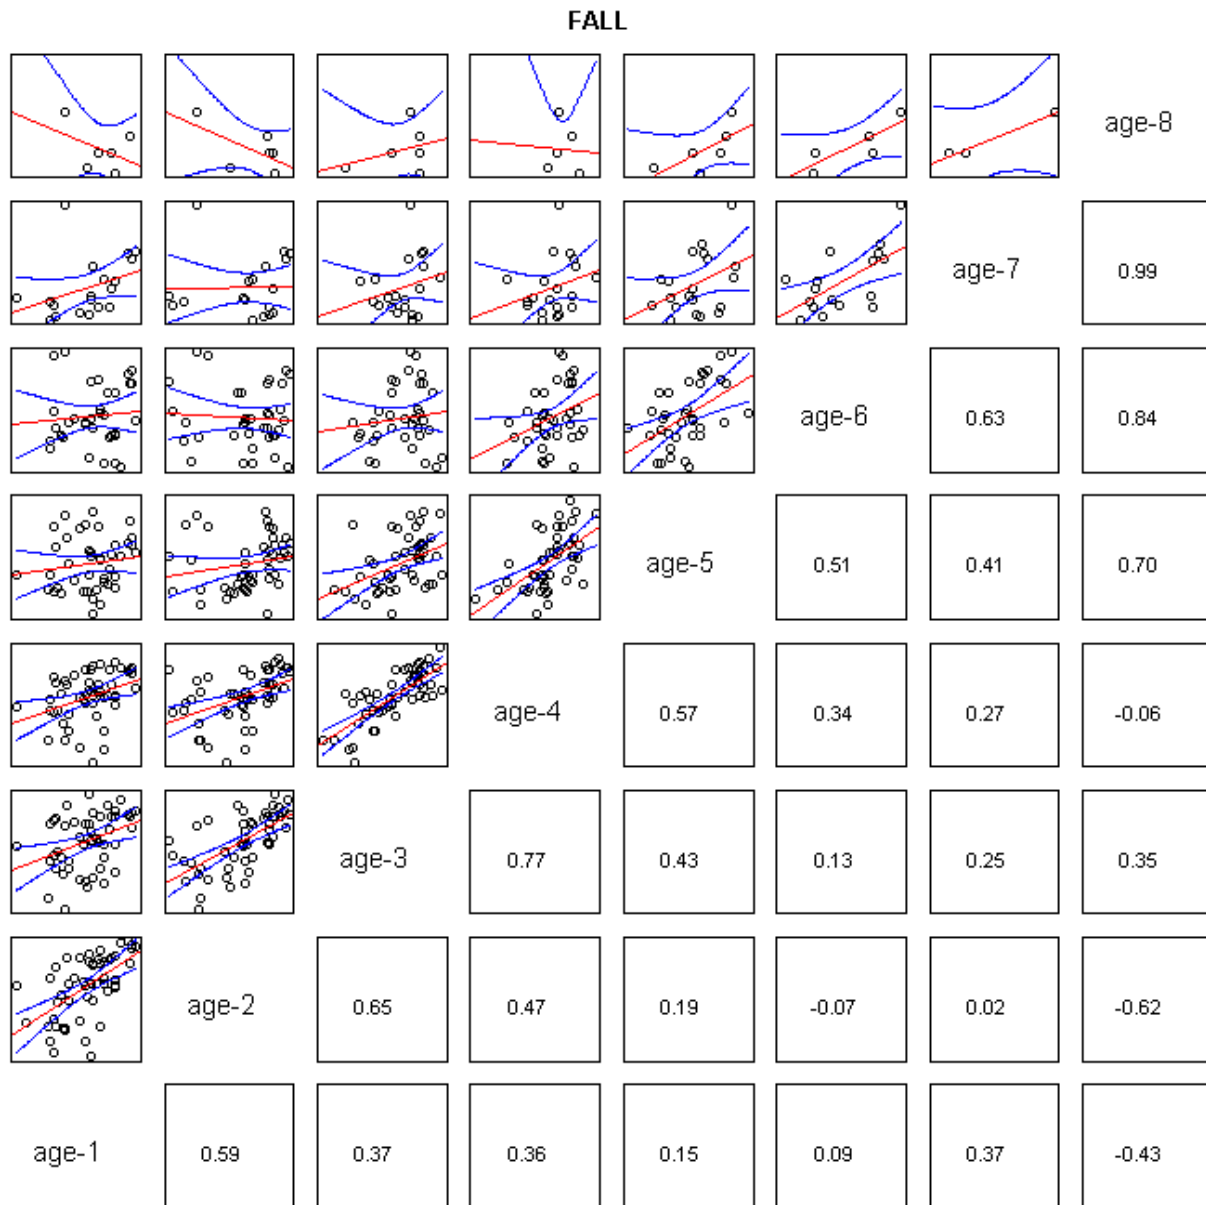 FALL
age-8
age-7 0.99
age-6 0.63 0.84
age-5 0.51 0.41 0.70
age-4 0.57 0.34 0.27 -0.06
age-3 0.77 0.43 0.13 0.25 0.35
age-2 0.65 0.47 0.19 -0.07 0.02 -0.62
age-1 0.59 0.37 0.36 0.15 0.09 0.37 -0.43